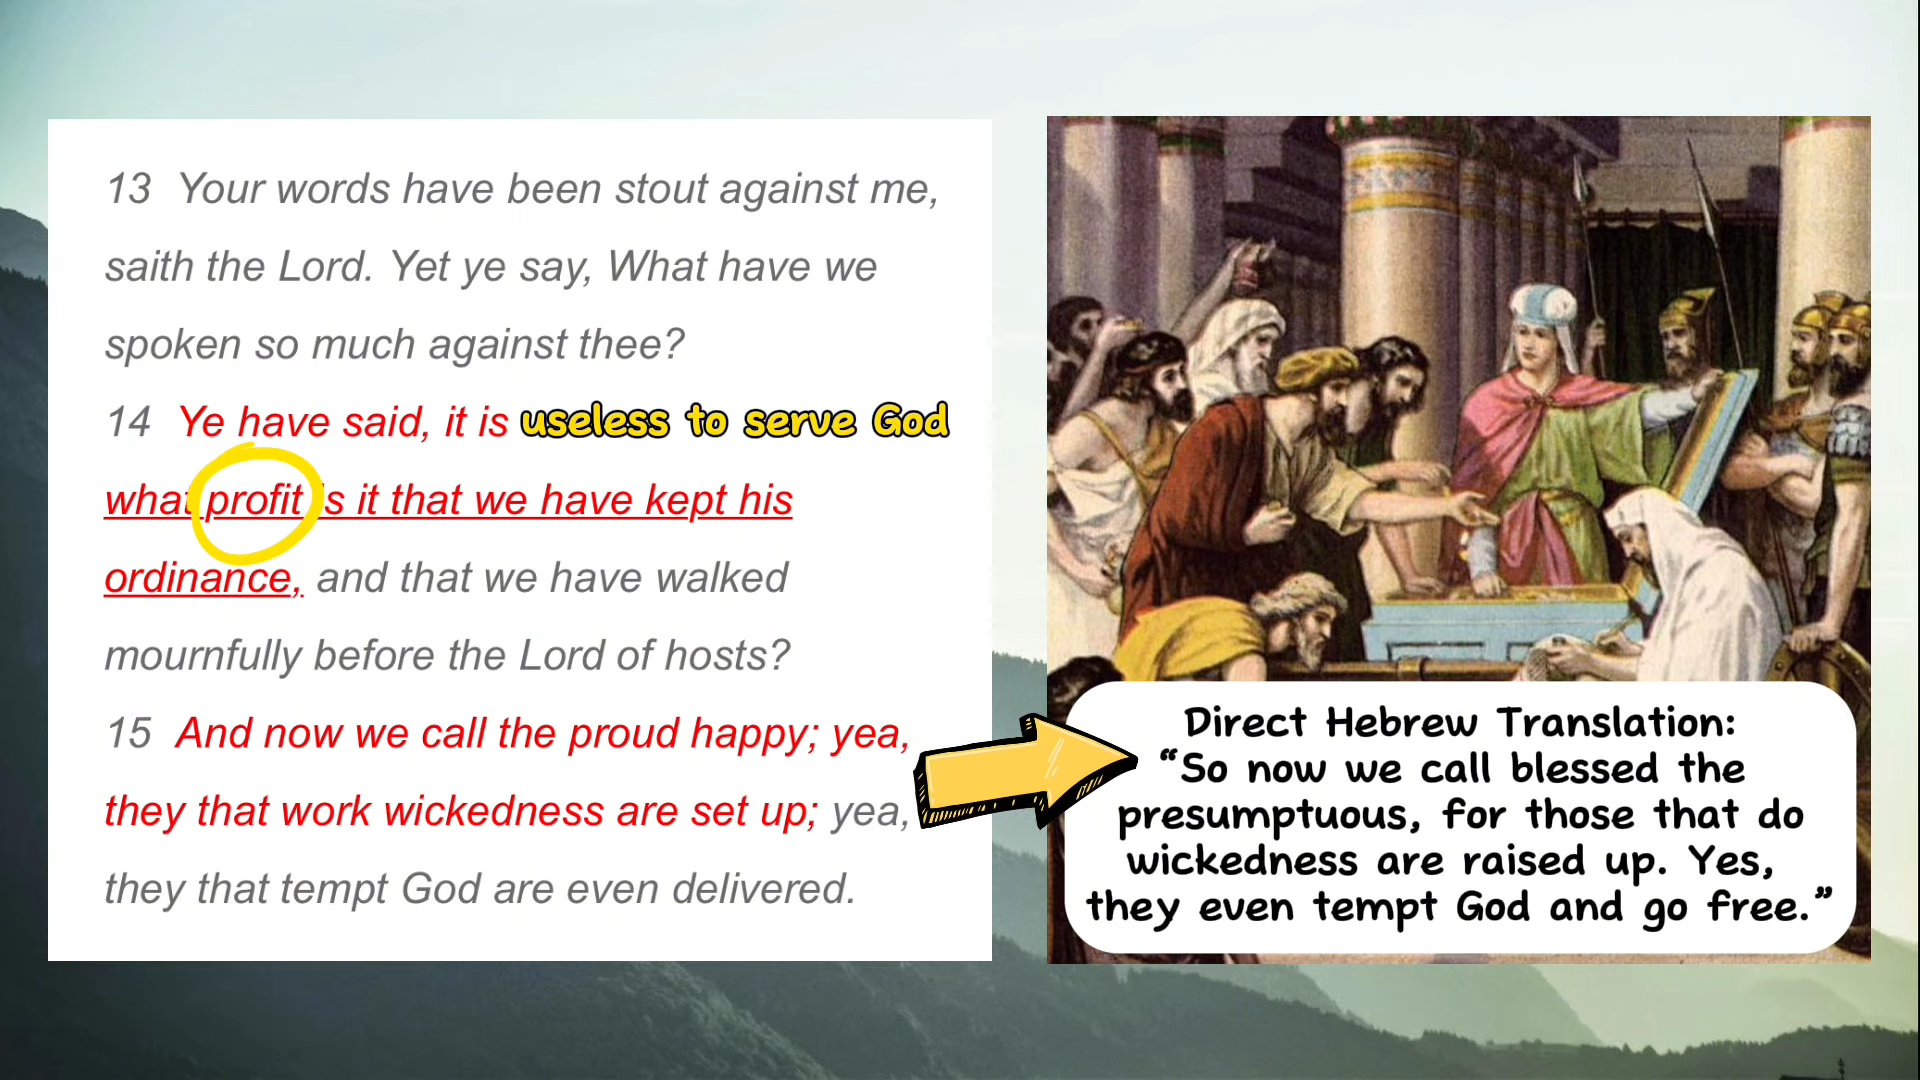 13 Your words have been stout against me,
saith the Lord. Yet ye say, What have we
spoken so much against thee?
14 Ye have said, it is useless to serve God
what profit is it that we have kept his
ordinance, and that we have walked
mournfully before the Lord of hosts?
15 And now we call the proud happy; yea,
they that work wickedness are set up; yea,
they that tempt God are even delivered.
Direct Hebrew Translation:
“So now we call blessed the
presumptuous, for those that do
wickedness are raised up. Yes,
they even tempt God and go free.”